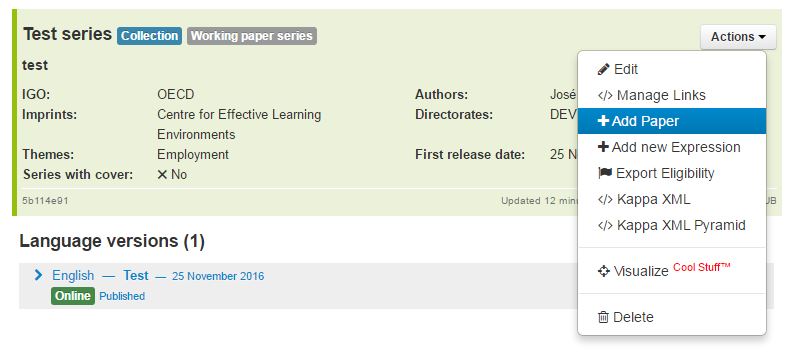 Test series Collection Working paper series
Actions
test
IGO: OECD Authors: José
Imprints: Centre for Effective Learning Environments Directorates: DEV
Themes: Employment First release date: 25 N
Series with cover: No
5b114e91 Updated 12 minu UB
Edit
Manage Links
Add Paper
Add new Expression
Export Eligibility
Kappa XML
Kappa XML Pyramid
Visualize Cool Stuff™
Delete
Language versions (1)
English — Test — 25 November 2016
Online Published